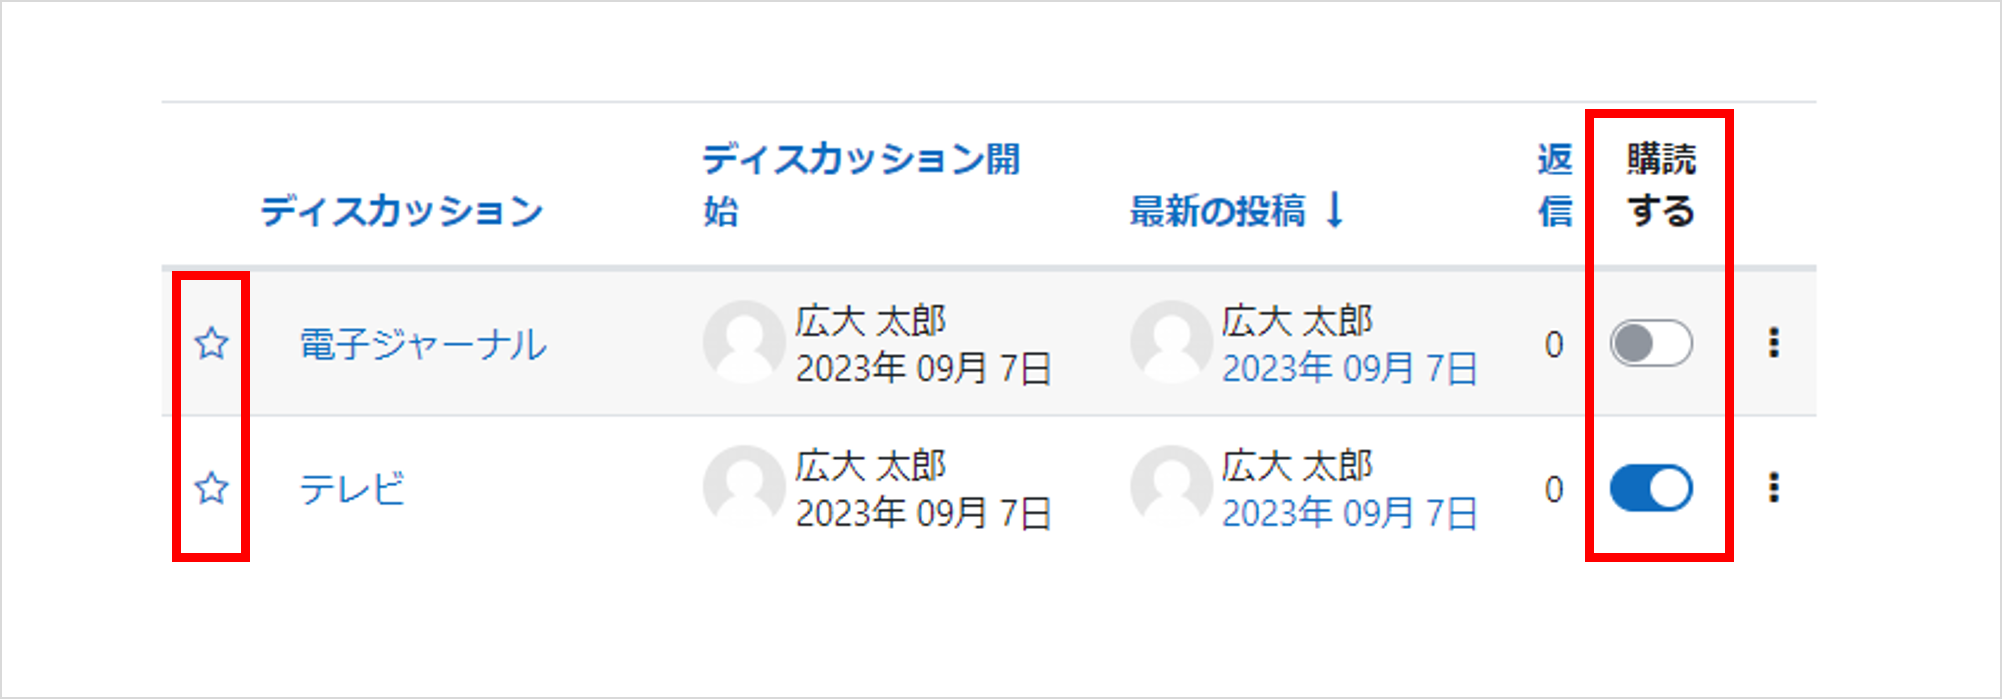 ディスカッション
ディスカッション開
始
最新の投稿 ↓
返
信
購読
する
電子ジャーナル
広大 太郎
2023年 09月 7日
広大 太郎
2023年 09月 7日
0
テレビ
広大 太郎
2023年 09月 7日
広大 太郎
2023年 09月 7日
0